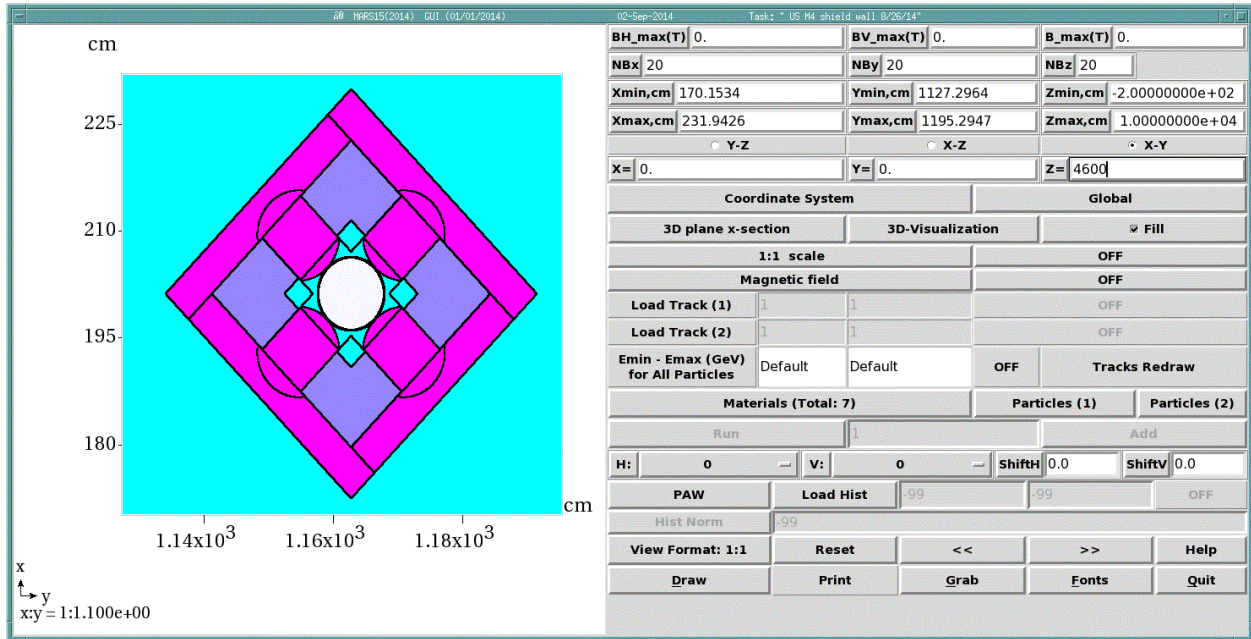 MARS15(2014) GUI (01/01/2014) 02-Sep-2014 Task: " US M4 shield wall 8/26/14"
cm
225
210
195
180
cm
1.14x10³ 1.16x10³ 1.18x10³
x
y
x:y = 1:1.100e+00
BH_max(T) 0. BV_max(T) 0. B_max(T) 0.
NBx 20 NBy 20 NBz 20
Xmin,cm 170.1534 Ymin,cm 1127.2964 Zmin,cm -2.00000000e+02
Xmax,cm 231.9426 Ymax,cm 1195.2947 Zmax,cm 1.00000000e+04
Y-Z X-Z X-Y
X= 0. Y= 0. Z= 4600
Coordinate System Global
3D plane x-section 3D-Visualization Fill
1:1 scale OFF
Magnetic field OFF
Load Track (1) 1 1 OFF
Load Track (2) 1 1 OFF
Emin - Emax (GeV)
for All Particles Default Default OFF Tracks Redraw
Materials (Total: 7) Particles (1) Particles (2)
Run 1 Add
H: 0 V: 0 ShiftH 0.0 ShiftV 0.0
PAW Load Hist -99 -99 OFF
Hist Norm -99
View Format: 1:1 Reset << >> Help
Draw Print Grab Fonts Quit